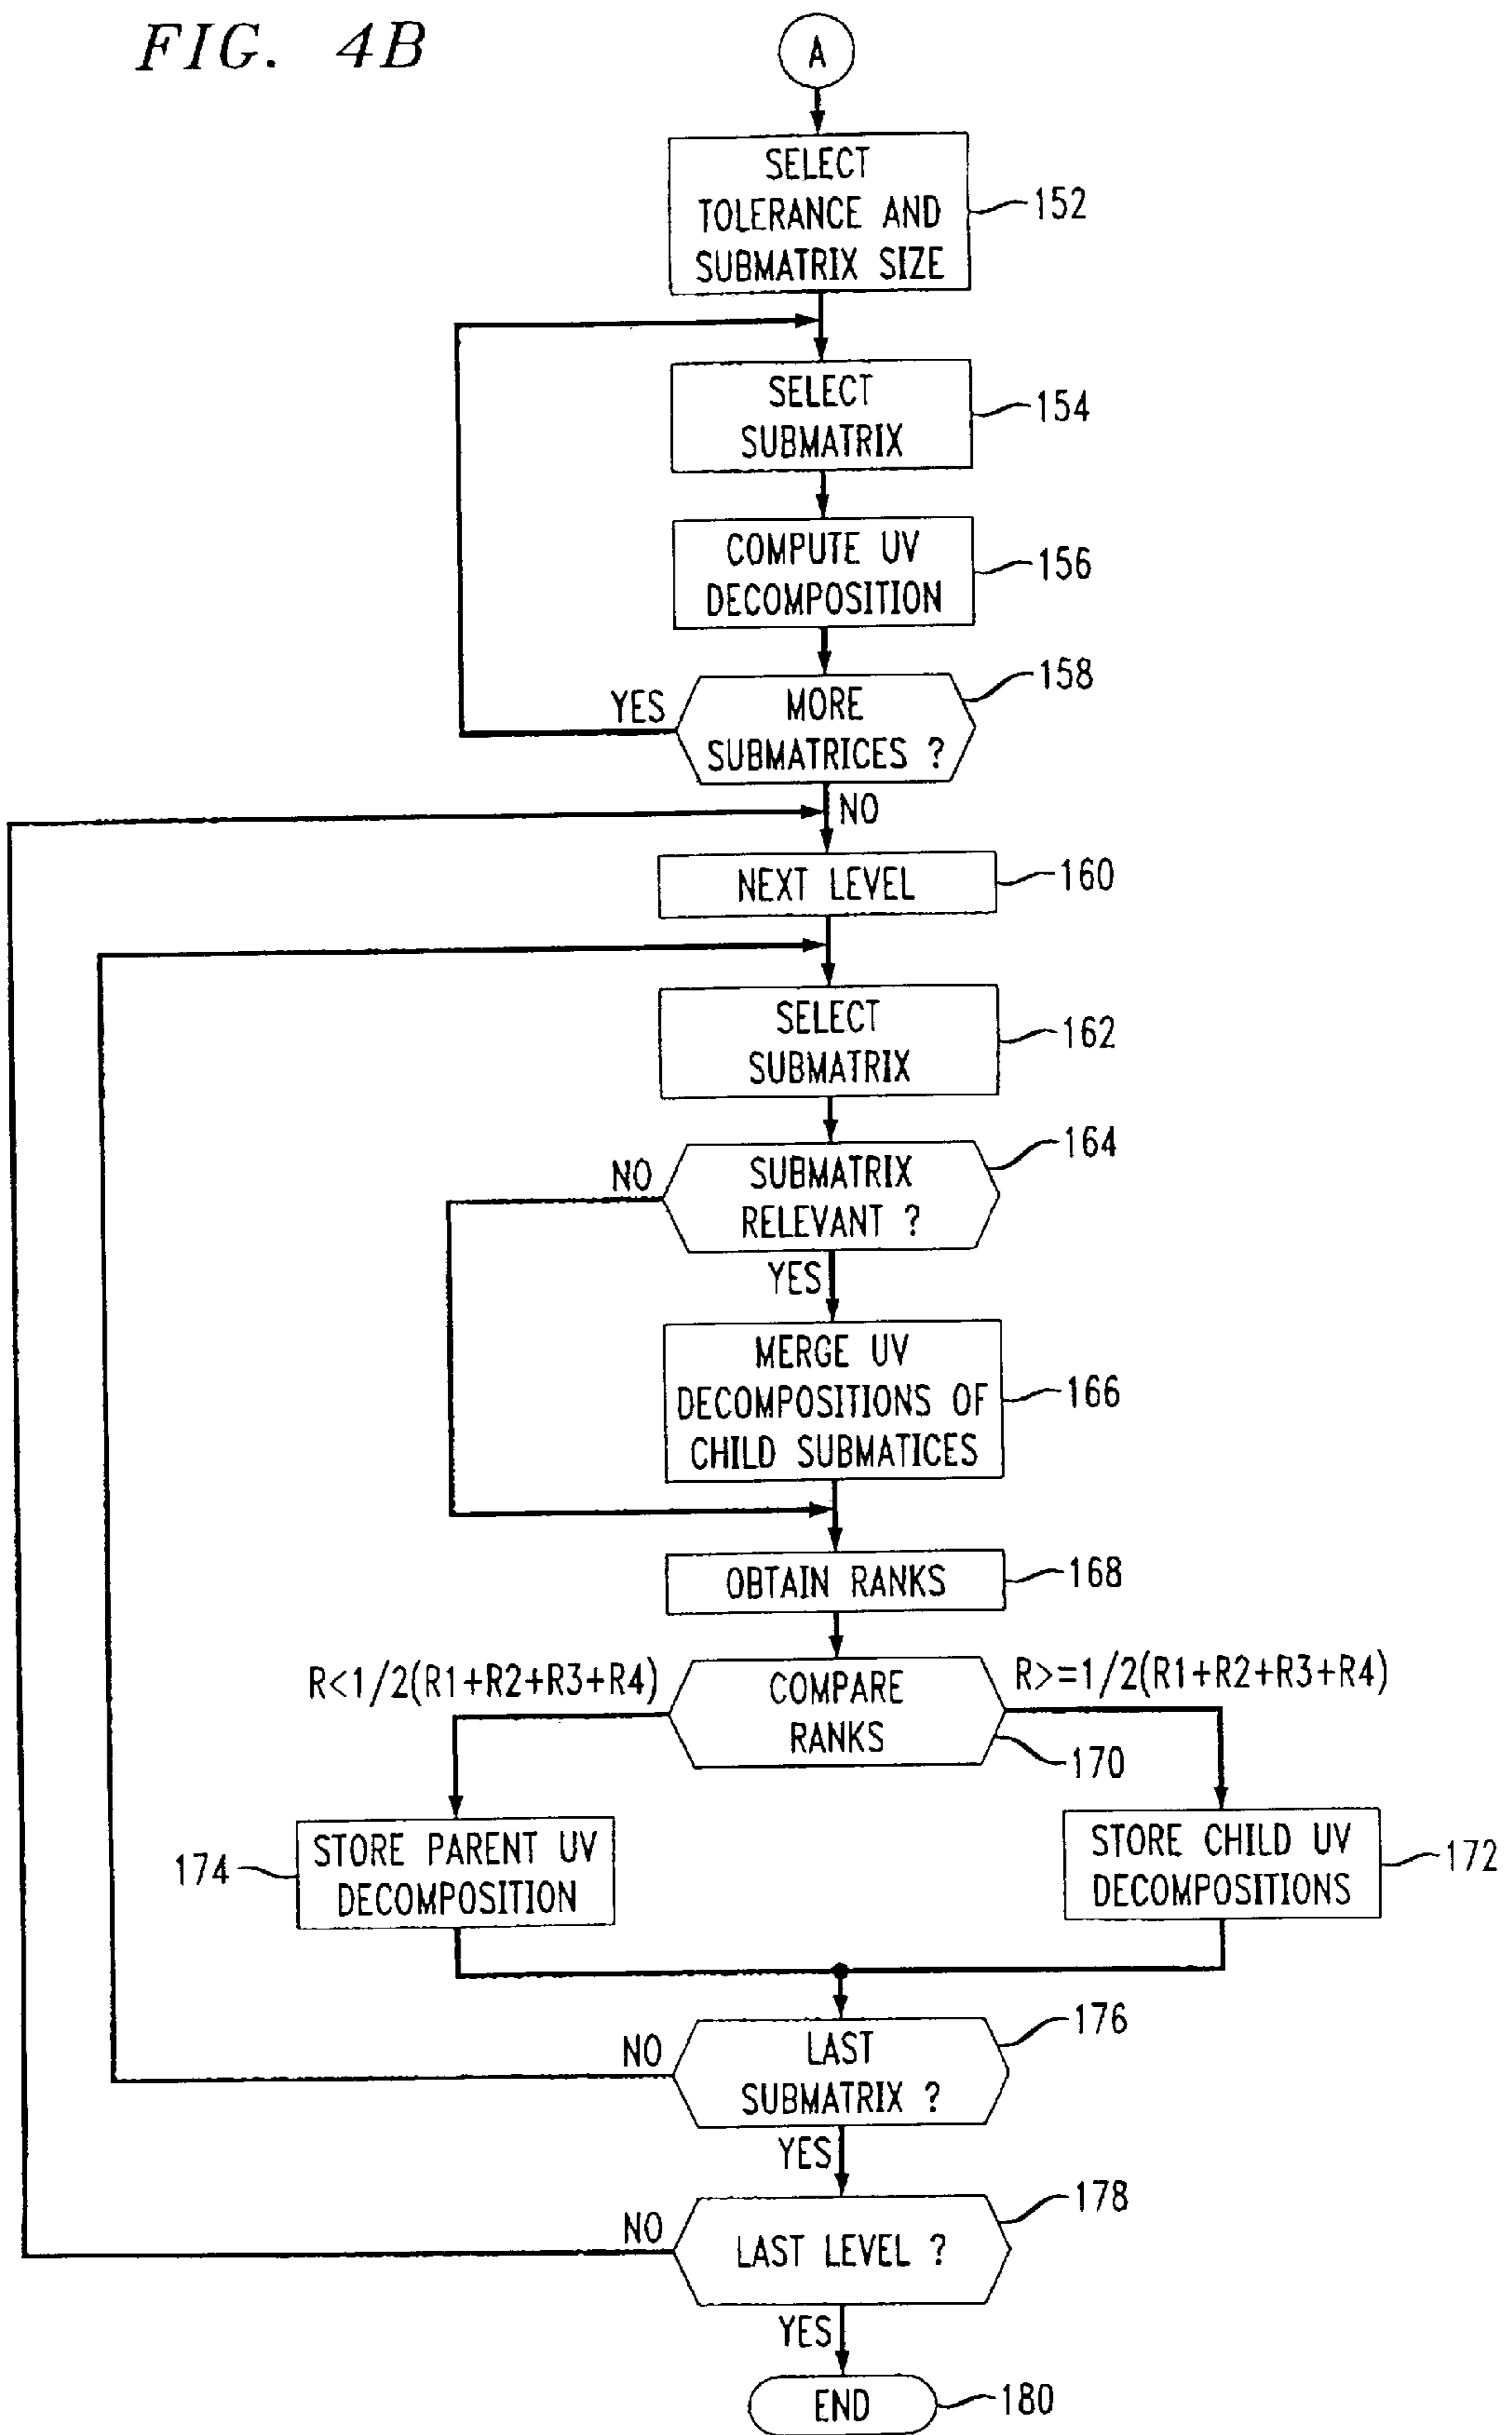 FIG. 4B
A
SELECT
TOLERANCE AND
SUBMATRIX SIZE
152
SELECT
SUBMATRIX
154
COMPUTE UV
DECOMPOSITION
156
MORE
SUBMATRICES ?
158
YES
NO
NEXT LEVEL
160
SELECT
SUBMATRIX
162
SUBMATRIX
RELEVANT ?
164
NO
YES
MERGE UV
DECOMPOSITIONS OF
CHILD SUBMATICES
166
OBTAIN RANKS
168
R<1/2(R1+R2+R3+R4)
COMPARE
RANKS
R>=1/2(R1+R2+R3+R4)
170
174
STORE PARENT UV
DECOMPOSITION
STORE CHILD UV
DECOMPOSITIONS
172
LAST
SUBMATRIX ?
176
NO
YES
LAST LEVEL ?
178
NO
YES
END
180